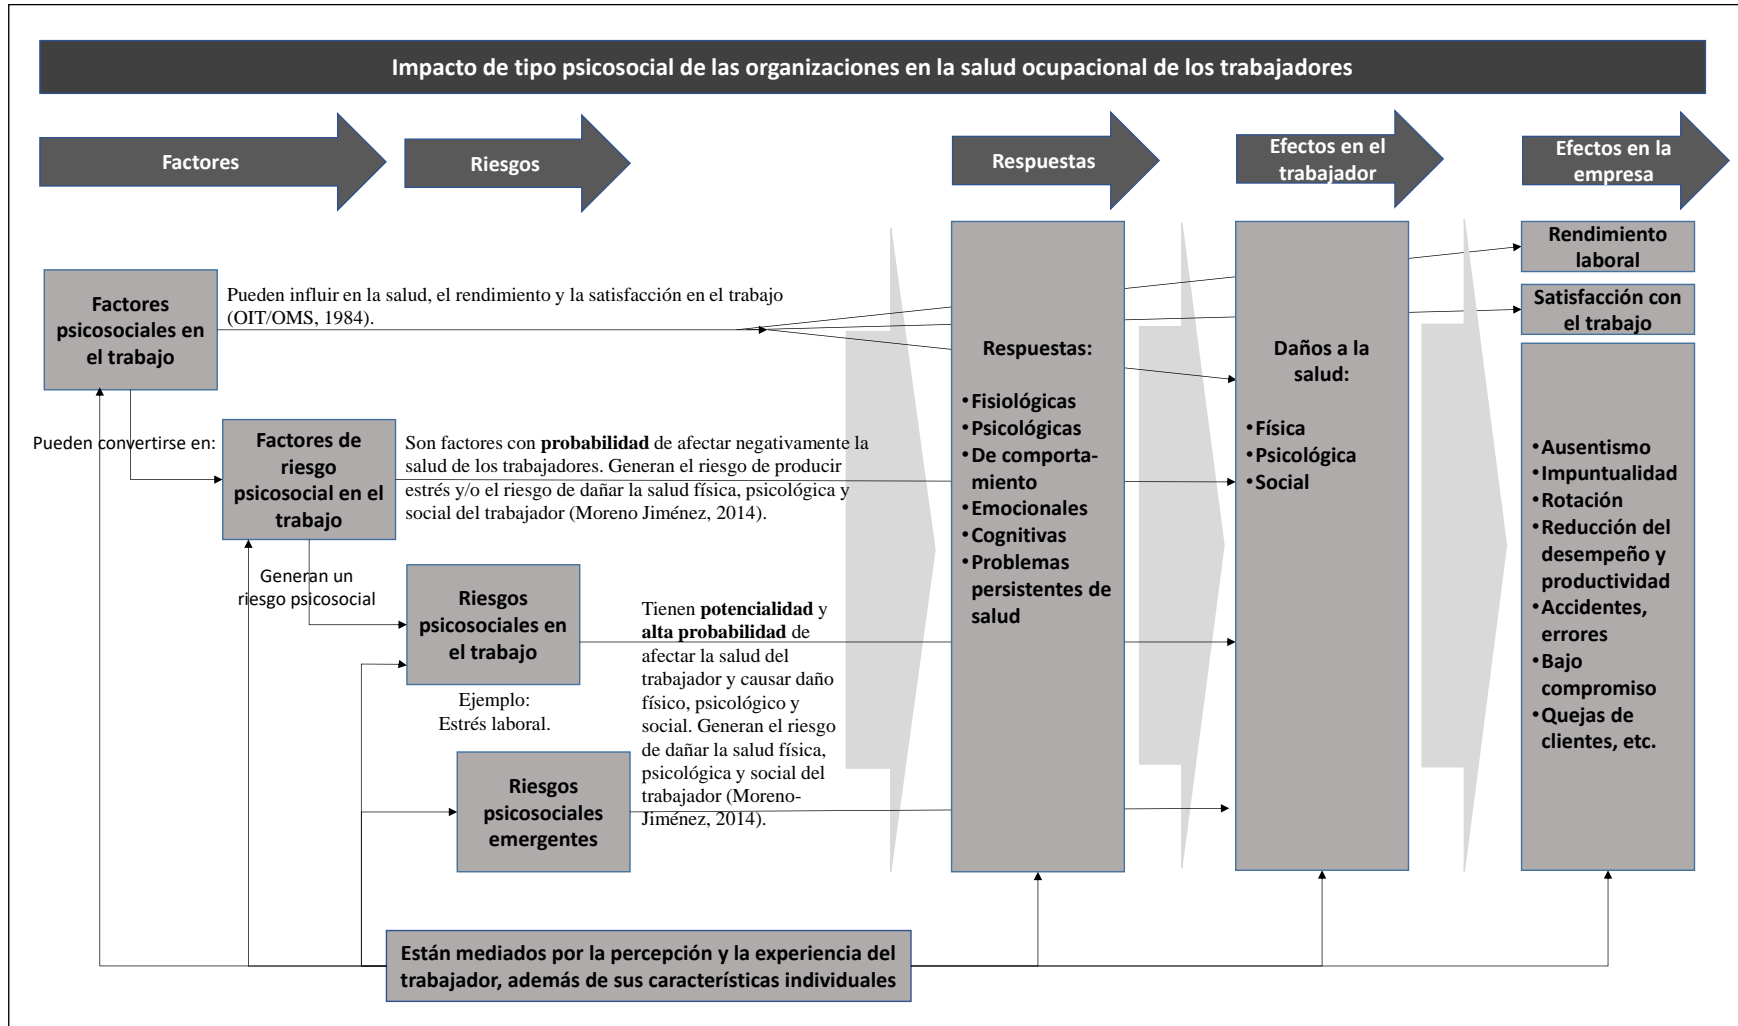 Impacto de tipo psicosocial de las organizaciones en la salud ocupacional de los trabajadores
Factores
Riesgos
Respuestas
Efectos en el
trabajador
Efectos en la
empresa
Factores
psicosociales en
el trabajo
Pueden influir en la salud, el rendimiento y la satisfacción en el trabajo
(OIT/OMS, 1984).
Pueden convertirse en:
Factores de
riesgo
psicosocial en el
trabajo
Son factores con probabilidad de afectar negativamente la
salud de los trabajadores. Generan el riesgo de producir
estrés y/o el riesgo de dañar la salud física, psicológica y
social del trabajador (Moreno Jiménez, 2014).
Generan un
riesgo psicosocial
Riesgos
psicosociales en
el trabajo
Ejemplo:
Estrés laboral.
Riesgos
psicosociales
emergentes
Tienen potencialidad y
alta probabilidad de
afectar la salud del
trabajador y causar daño
físico, psicológico y
social. Generan el riesgo
de dañar la salud física,
psicológica y social del
trabajador (Moreno-
Jiménez, 2014).
Respuestas:
•Fisiológicas
•Psicológicas
•De comporta-
miento
•Emocionales
•Cognitivas
•Problemas
persistentes de
salud
Daños a la
salud:
•Física
•Psicológica
•Social
Rendimiento
laboral
Satisfacción con
el trabajo
•Ausentismo
•Impuntualidad
•Rotación
•Reducción del
desempeño y
productividad
•Accidentes,
errores
•Bajo
compromiso
•Quejas de
clientes, etc.
Están mediados por la percepción y la experiencia del
trabajador, además de sus características individuales